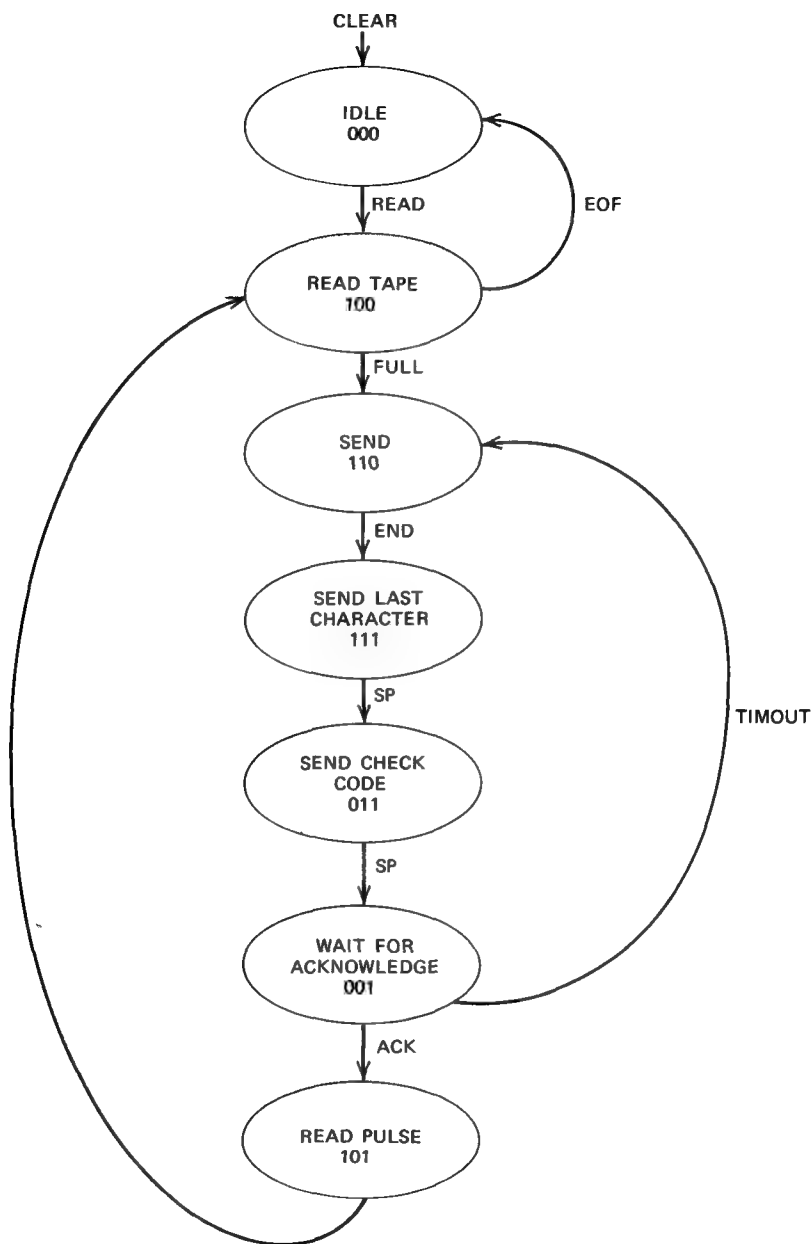 CLEAR
IDLE
000
READ
EOF
READ TAPE
100
FULL
SEND
110
END
SEND LAST
CHARACTER
111
SP
TIMOUT
SEND CHECK
CODE
011
SP
WAIT FOR
ACKNOWLEDGE
001
ACK
READ PULSE
101